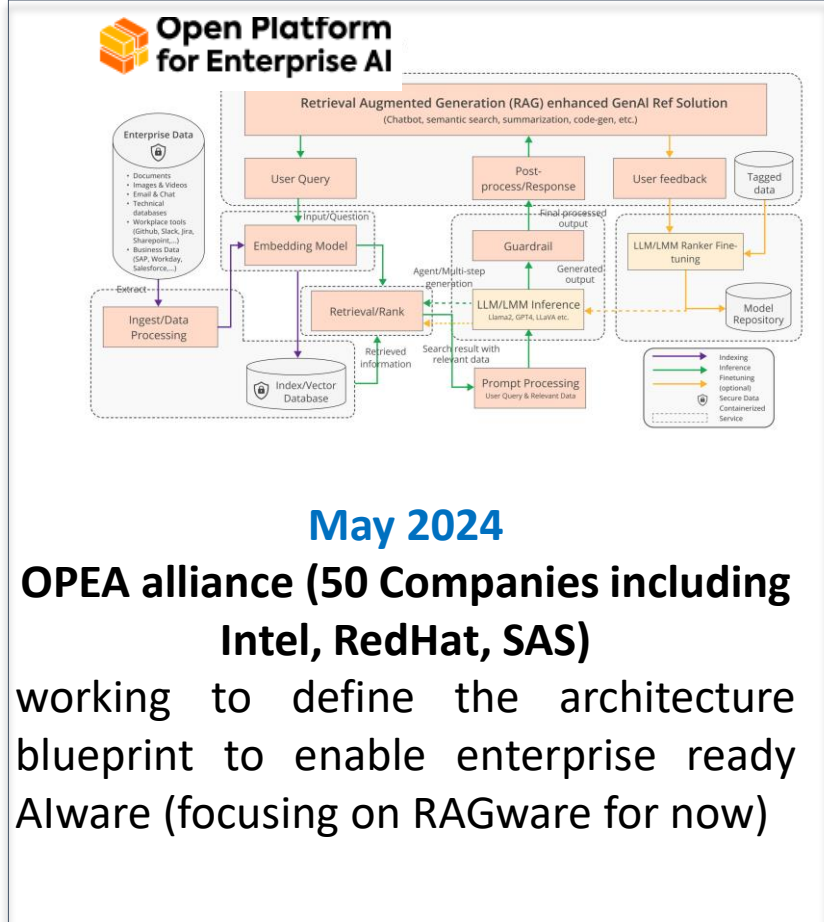 Open Platform
for Enterprise AI
Retrieval Augmented Generation (RAG) enhanced GenAI Ref Solution
(Chatbot, semantic search, summarization, code-gen, etc.)
Enterprise Data
• Documents
• Images & Videos
• Email & Chat
• Technical
databases
• Workplace tools
(Github, Slack, Jira,
Sharepoint,...)
• Business Data
(SAP, Workday,
Salesforce,...)
User Query
Post-
process/Response
User feedback
Tagged
data
Input/Question
Final processed
output
Embedding Model
Guardrail
LLM/LMM Ranker Fine-
tuning
Agent/Multi-step
generation
Generated
output
Extract
Ingest/Data
Processing
Retrieval/Rank
LLM/LMM Inference
Llama2, GPT4, LLaVA etc.
Model
Repository
Retrieved
information
Search result with
relevant data
Index/Vector
Database
Prompt Processing
User Query & Relevant Data
Indexing
Inference
Finetuning
(optional)
Secure Data
Containerized
Service
May 2024
OPEA alliance (50 Companies including
Intel, RedHat, SAS)
working to define the architecture
blueprint to enable enterprise ready
AIware (focusing on RAGware for now)